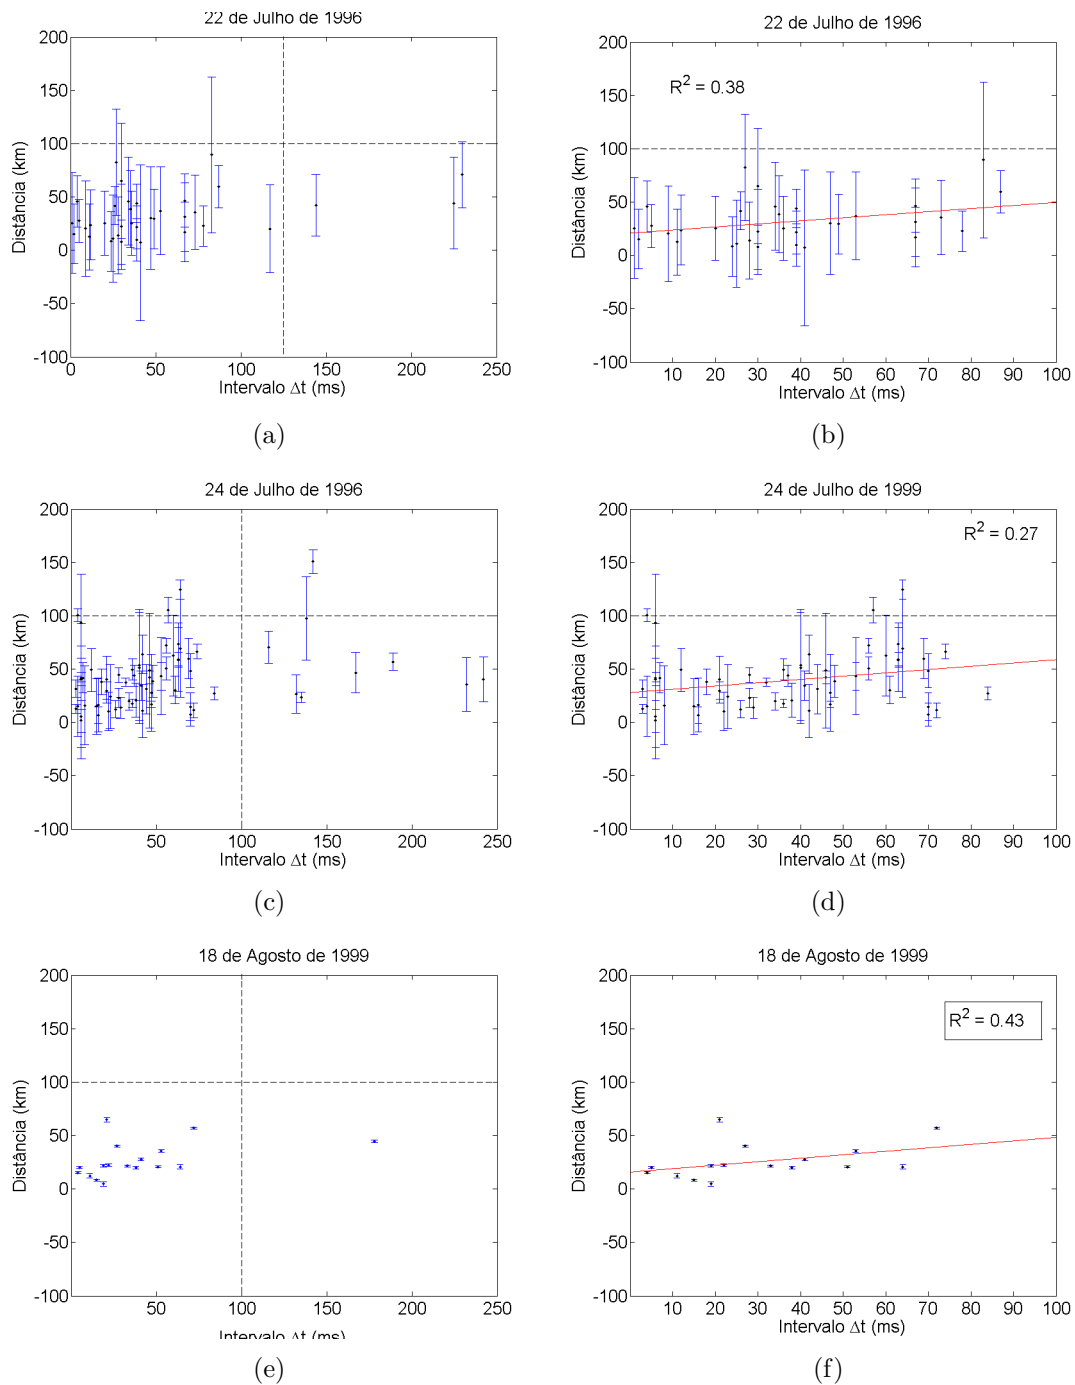 22 de Julho de 1996
200
150
100
50
0
-50
-100
Distância (km)
0 50 100 150 200 250
Intervalo Δt (ms)
(a)
22 de Julho de 1996
R² = 0.38
200
150
100
50
0
-50
-100
Distância (km)
10 20 30 40 50 60 70 80 90 100
Intervalo Δt (ms)
(b)
24 de Julho de 1996
200
150
100
50
0
-50
-100
Distância (km)
50 100 150 200 250
Intervalo Δt (ms)
(c)
24 de Julho de 1999
R² = 0.27
200
150
100
50
0
-50
-100
Distância (km)
10 20 30 40 50 60 70 80 90 100
Intervalo Δt (ms)
(d)
18 de Agosto de 1999
200
150
100
50
0
-50
-100
Distância (km)
50 100 150 200 250
Intervalo Δt (ms)
(e)
18 de Agosto de 1999
R² = 0.43
200
150
100
50
0
-50
-100
Distância (km)
10 20 30 40 50 60 70 80 90 100
Intervalo Δt (ms)
(f)